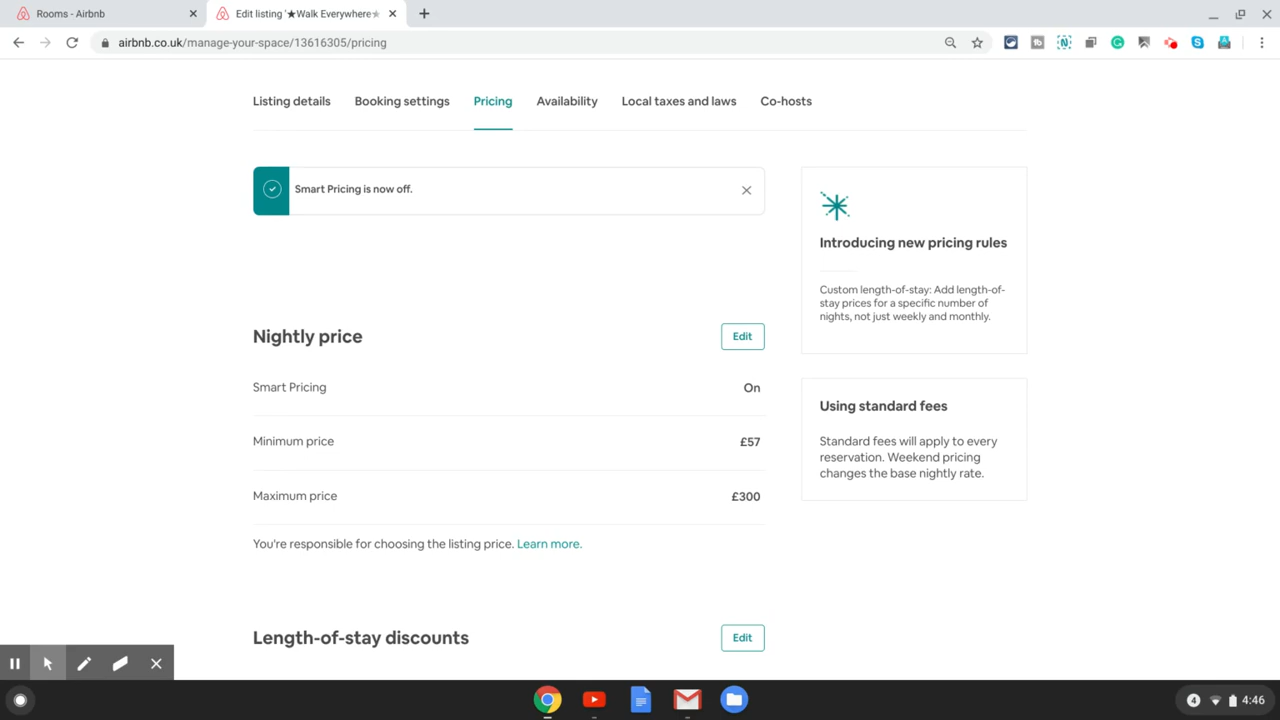 Rooms - Airbnb
Edit listing '★Walk Everywhere★
airbnb.co.uk/manage-your-space/13616305/pricing
Listing details
Booking settings
Pricing
Availability
Local taxes and laws
Co-hosts
Smart Pricing is now off.
Introducing new pricing rules
Custom length-of-stay: Add length-of-
stay prices for a specific number of
nights, not just weekly and monthly.
Nightly price
Edit
Smart Pricing
On
Minimum price
£57
Maximum price
£300
You're responsible for choosing the listing price. Learn more.
Using standard fees
Standard fees will apply to every
reservation. Weekend pricing
changes the base nightly rate.
Length-of-stay discounts
Edit
4
4:46